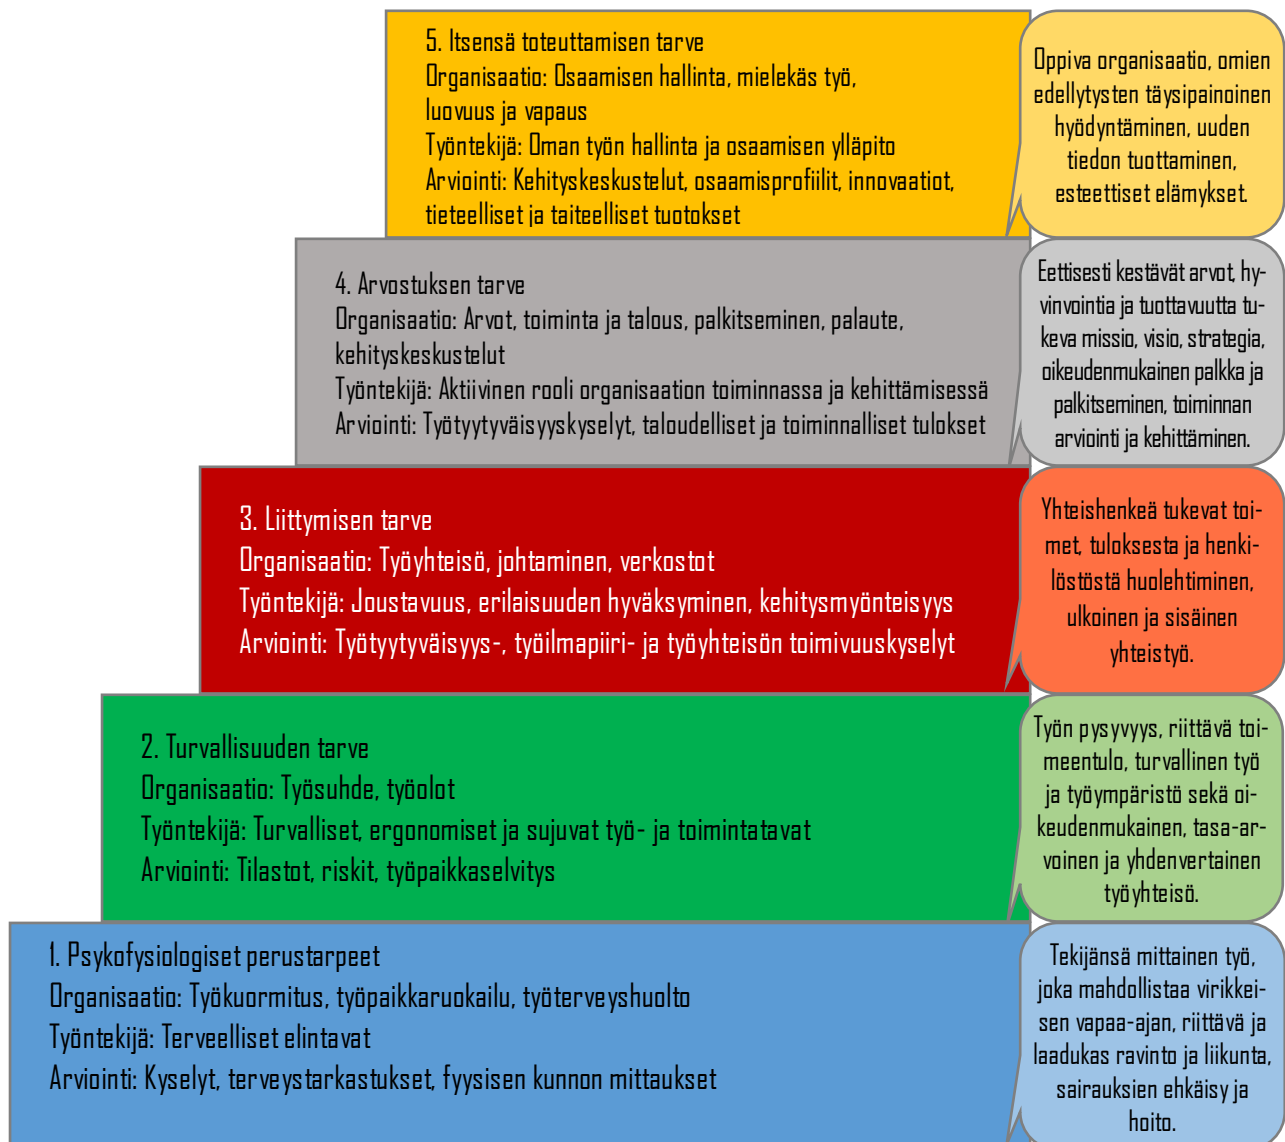 5. Itsensä toteuttamisen tarve
Organisaatio: Osaamisen hallinta, mielekäs työ,
luovuus ja vapaus
Työntekijä: Oman työn hallinta ja osaamisen ylläpito
Arviointi: Kehityskeskustelut, osaamisprofiilit, innovaatiot,
tieteelliset ja taiteelliset tuotokset
Oppiva organisaatio, omien
edellytysten täysipainoinen
hyödyntäminen, uuden
tiedon tuottaminen,
esteettiset elämykset.
4. Arvostuksen tarve
Organisaatio: Arvot, toiminta ja talous, palkitseminen, palaute,
kehityskeskustelut
Työntekijä: Aktiivinen rooli organisaation toiminnassa ja kehittämisessä
Arviointi: Työtyytyväisyyskyselyt, taloudelliset ja toiminnalliset tulokset
Eettisesti kestävät arvot, hy-
vinvointia ja tuottavuutta tu-
keva missio, visio, strategia,
oikeudenmukainen palkka ja
palkitseminen, toiminnan
arviointi ja kehittäminen.
3. Liittymisen tarve
Organisaatio: Työyhteisö, johtaminen, verkostot
Työntekijä: Joustavuus, erilaisuuden hyväksyminen, kehitysmyönteisyys
Arviointi: Työtyytyväisyys-, työilmapiiri- ja työyhteisön toimivuuskyselyt
Yhteishenkeä tukevat toi-
met, tuloksesta ja henki-
löstöstä huolehtiminen,
ulkoinen ja sisäinen
yhteistyö.
2. Turvallisuuden tarve
Organisaatio: Työsuhde, työolot
Työntekijä: Turvalliset, ergonomiset ja sujuvat työ- ja toimintatavat
Arviointi: Tilastot, riskit, työpaikkaselvitys
Työn pysyvyys, riittävä toi-
meentulo, turvallinen työ
ja työympäristö sekä oi-
keudenmukainen, tasa-ar-
voinen ja yhdenvertainen
työyhteisö.
1. Psykofysiologiset perustarpeet
Organisaatio: Työkuormitus, työpaikkaruokailu, työterveyshuolto
Työntekijä: Terveelliset elintavat
Arviointi: Kyselyt, terveystarkastukset, fyysisen kunnon mittaukset
Tekijänsä mittainen työ,
joka mahdollistaa virikkei-
sen vapaa-ajan, riittävä ja
laadukas ravinto ja liikunta,
sairauksien ehkäisy ja
hoito.